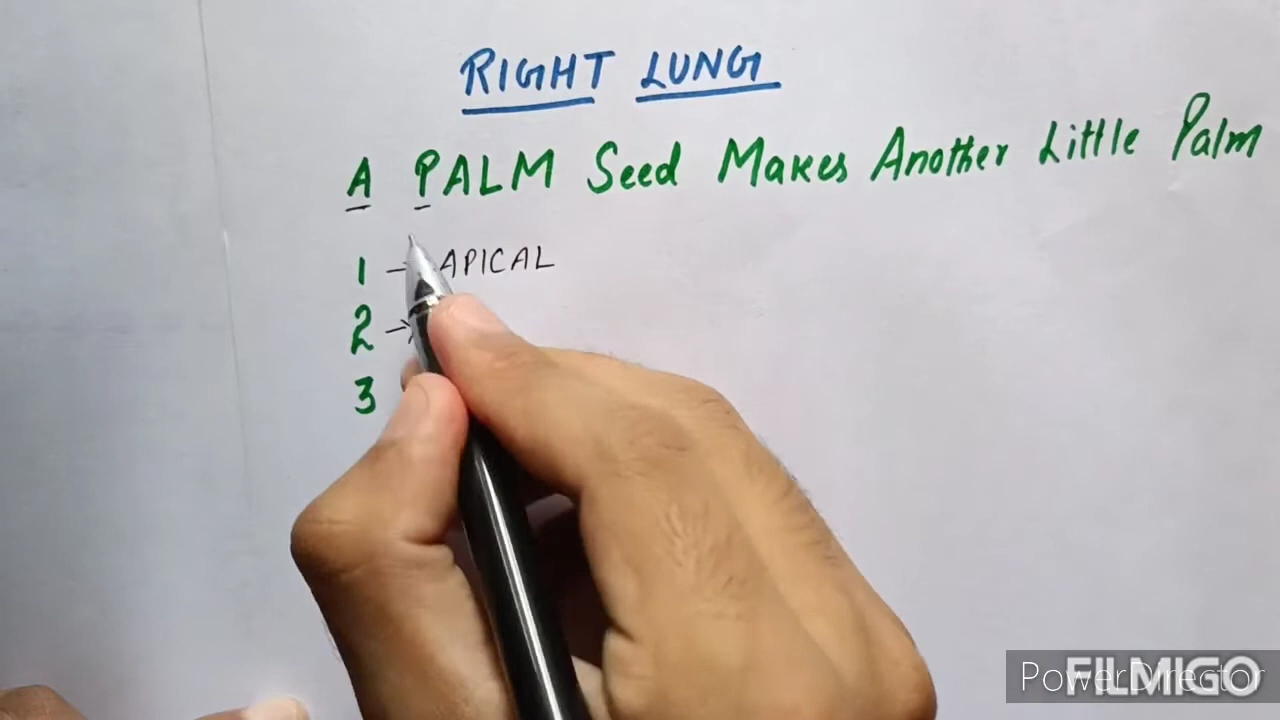 RIGHT LUNG
A PALM Seed Makes Another Little Palm
1 → APICAL
2 →
3
PowerDirector
FILMIGO